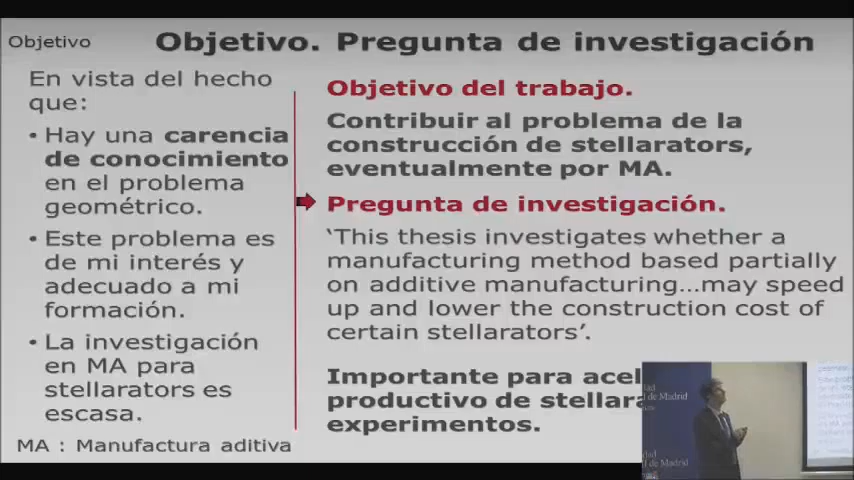 Objetivo
Objetivo. Pregunta de investigación
En vista del hecho
que:
• Hay una carencia
de conocimiento
en el problema
geométrico.
• Este problema es
de mi interés y
adecuado a mi
formación.
• La investigación
en MA para
stellarators es
escasa.
MA : Manufactura aditiva
Objetivo del trabajo.
Contribuir al problema de la
construcción de stellarators,
eventualmente por MA.
Pregunta de investigación.
‘This thesis investigates whether a
manufacturing method based partially
on additive manufacturing...may speed
up and lower the construction cost of
certain stellarators’.
Importante para acel
productivo de stellara
experimentos.
dad
d de Madrid
dad
d de Madrid